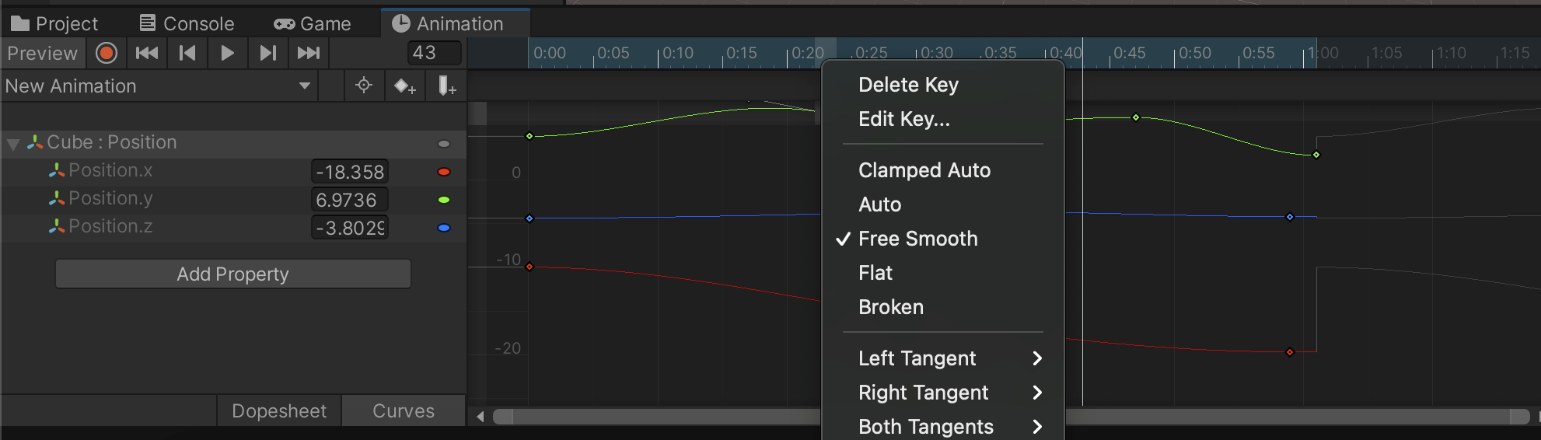 Project Console Game Animation
Preview 43 0:00 0:05 0:10 0:15 0:20 0:25 0:30 0:35 0:40 0:45 0:50 0:55 1:00 1:05 1:10 1:15
New Animation
Delete Key
Edit Key...
Cube : Position
Position.x -18.358 0
Position.y 6.9736
Position.z -3.8029
-10
Add Property
-20
Clamped Auto
Auto
Free Smooth
Flat
Broken
Left Tangent
Right Tangent
Both Tangents
Dopesheet Curves